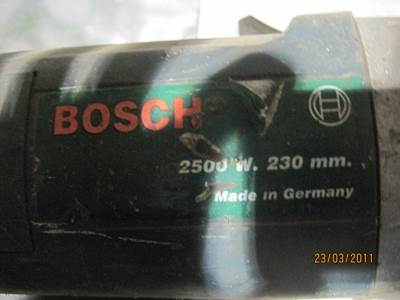 BOSCH
2500 W. 230 mm.
Made in Germany
23/03/2011